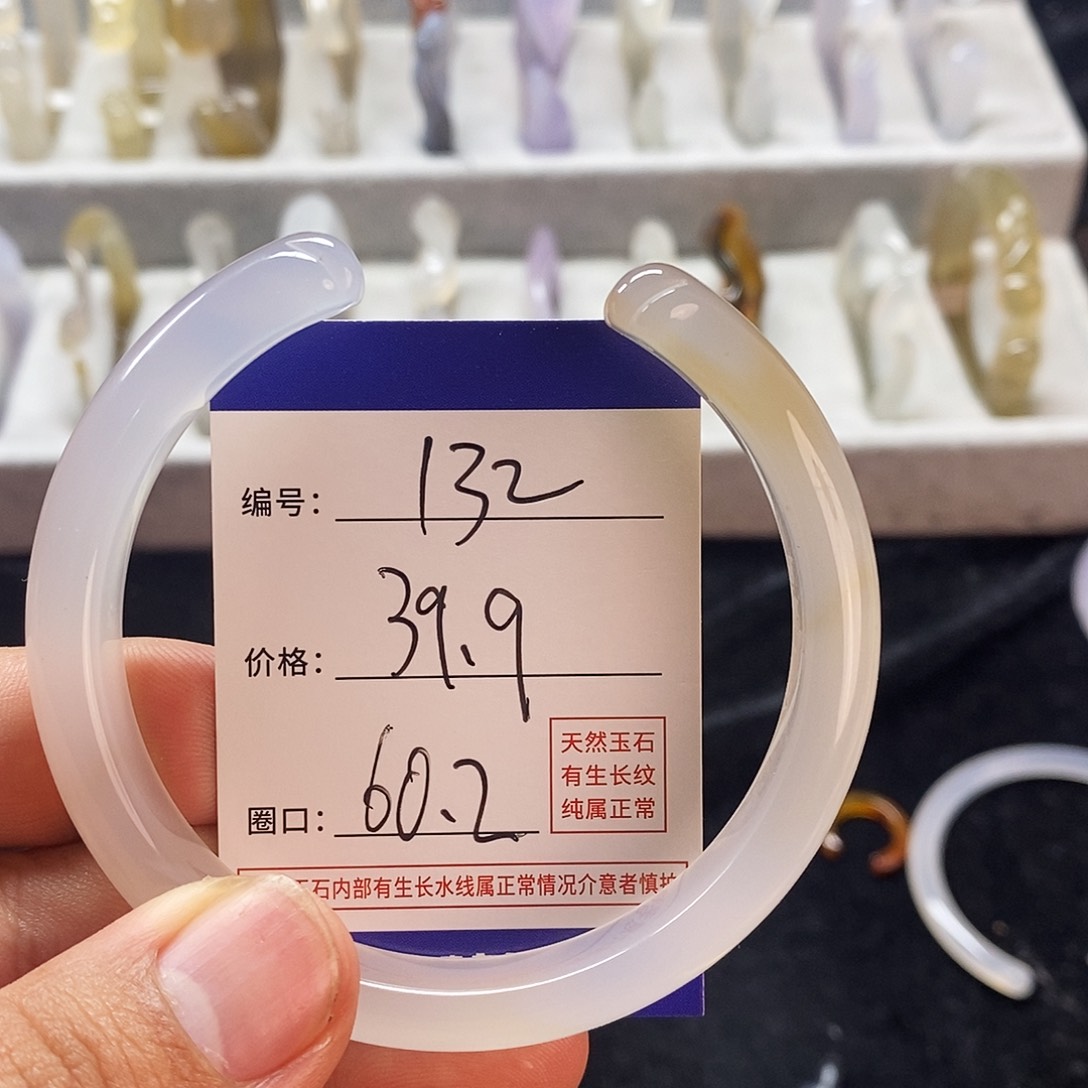 编号：132
价格：39.9
圈口：60.2
天然玉石
有生长纹
纯属正常
玉石内部有生长水线属正常情况介意者慎拍